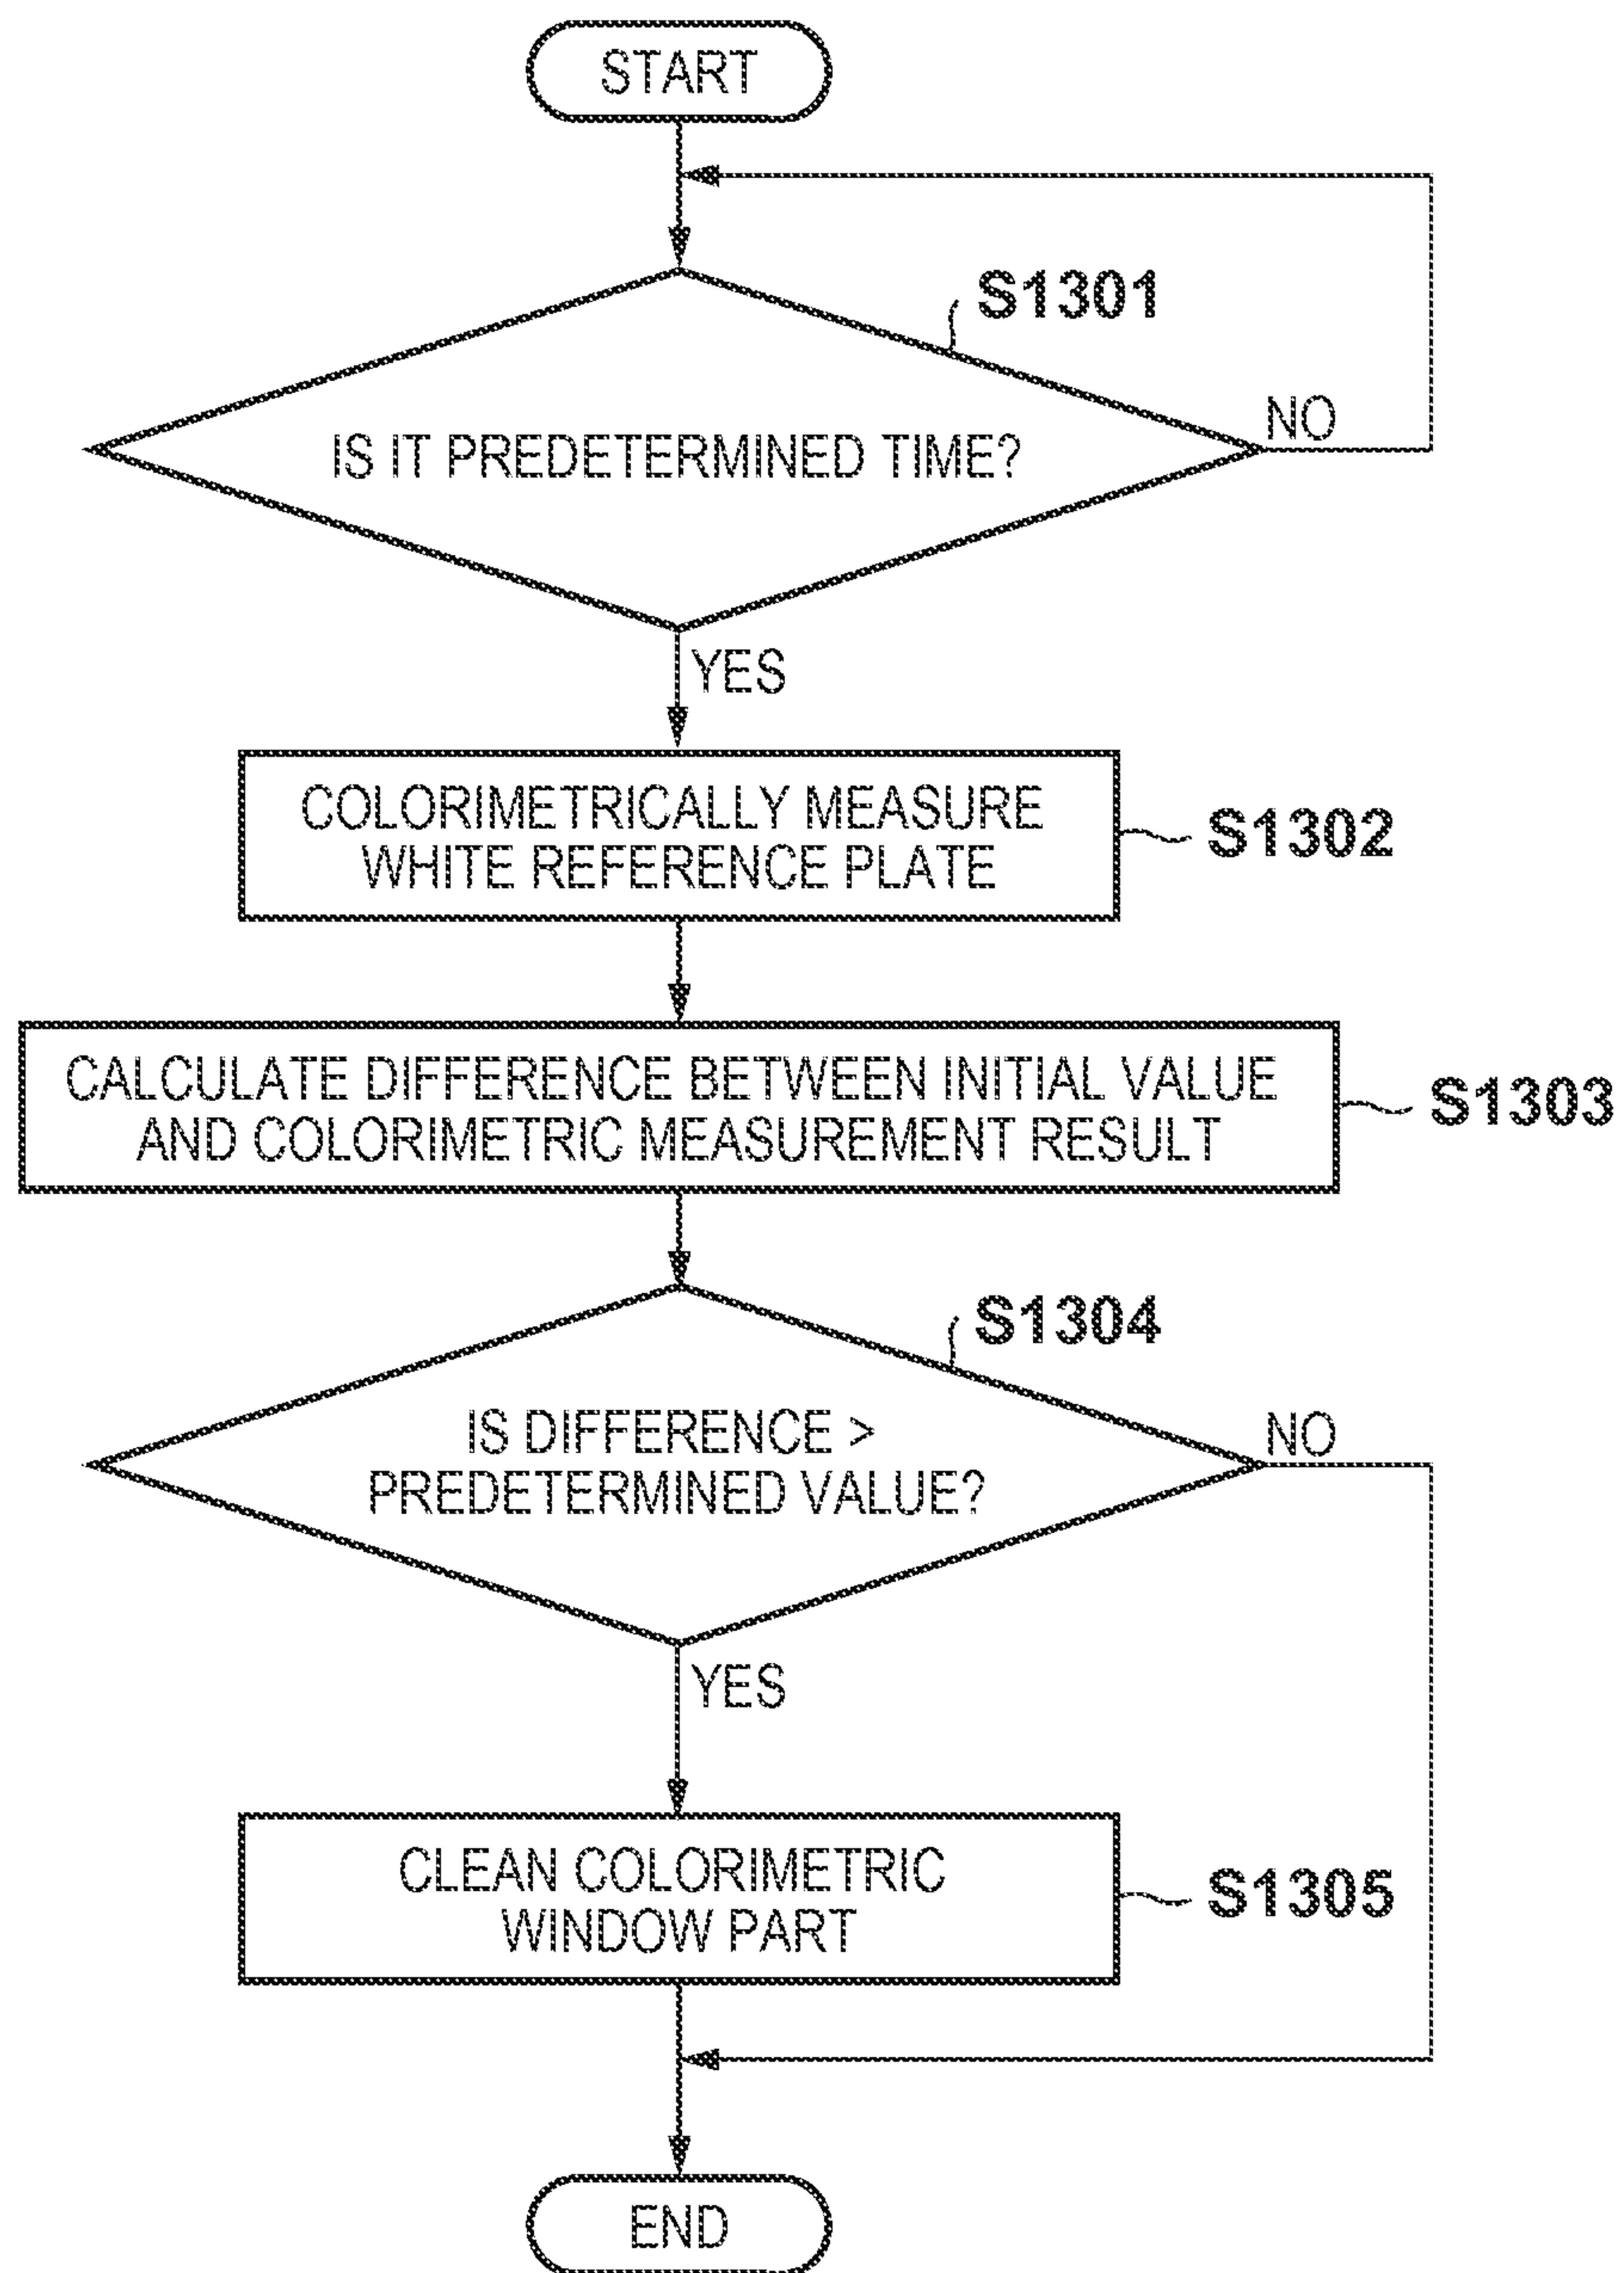 START
S1301
NO
IS IT PREDETERMINED TIME?
YES
COLORIMETRICALLY MEASURE
WHITE REFERENCE PLATE
S1302
CALCULATE DIFFERENCE BETWEEN INITIAL VALUE
AND COLORIMETRIC MEASUREMENT RESULT
S1303
S1304
NO
IS DIFFERENCE >
PREDETERMINED VALUE?
YES
CLEAN COLORIMETRIC
WINDOW PART
S1305
END